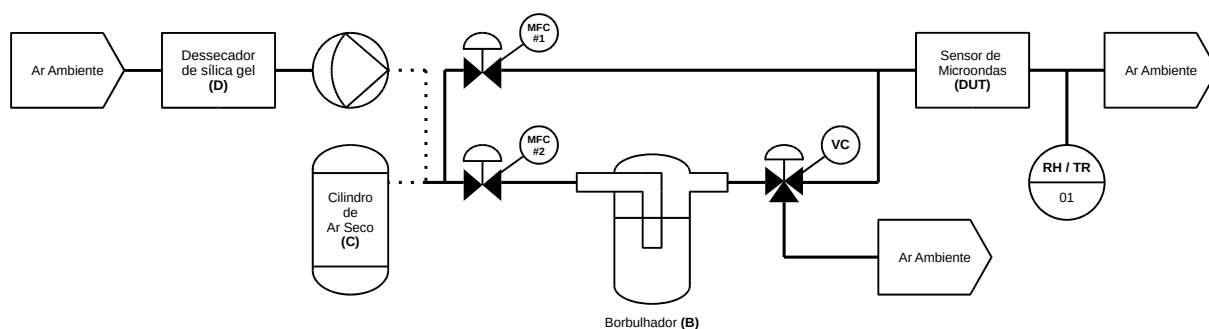 Ar Ambiente
Dessecador
de sílica gel
(D)
MFC
#1
Sensor de
Microondas
(DUT)
Ar Ambiente
MFC
#2
VC
RH / TR
01
Cilindro
de
Ar Seco
(C)
Ar Ambiente
Borbulhador (B)